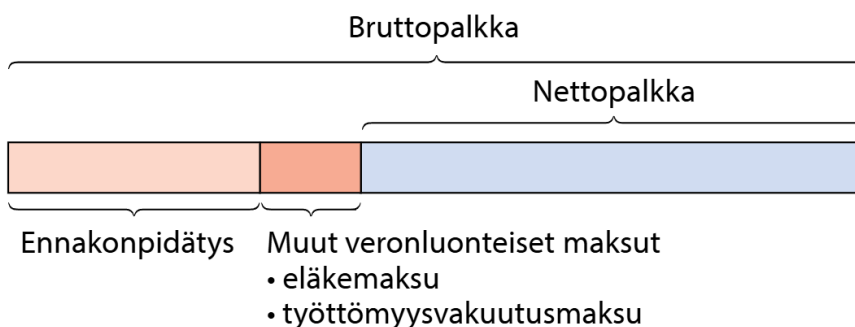 Bruttopalkka
Nettopalkka
Ennakonpidätys
Muut veronluonteiset maksut
• eläkemaksu
• työttömyysvakuutusmaksu